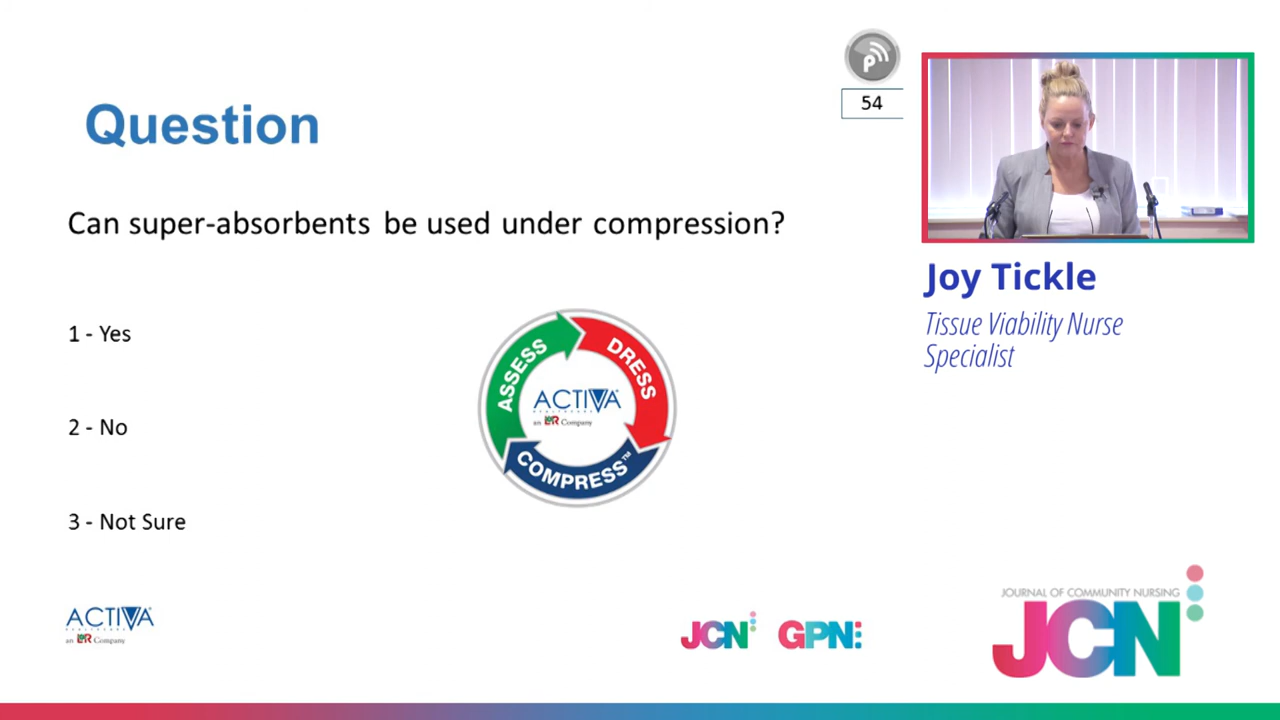 54
Question
Can super-absorbents be used under compression?
1 - Yes
2 - No
3 - Not Sure
ASSESS
DRESS
COMPRESS™
ACTIVA
HEALTHCARE
an L&R Company
ACTIVA
HEALTHCARE
an L&R Company
JCN
GPN
Joy Tickle
Tissue Viability Nurse
Specialist
JOURNAL OF COMMUNITY NURSING
JCN